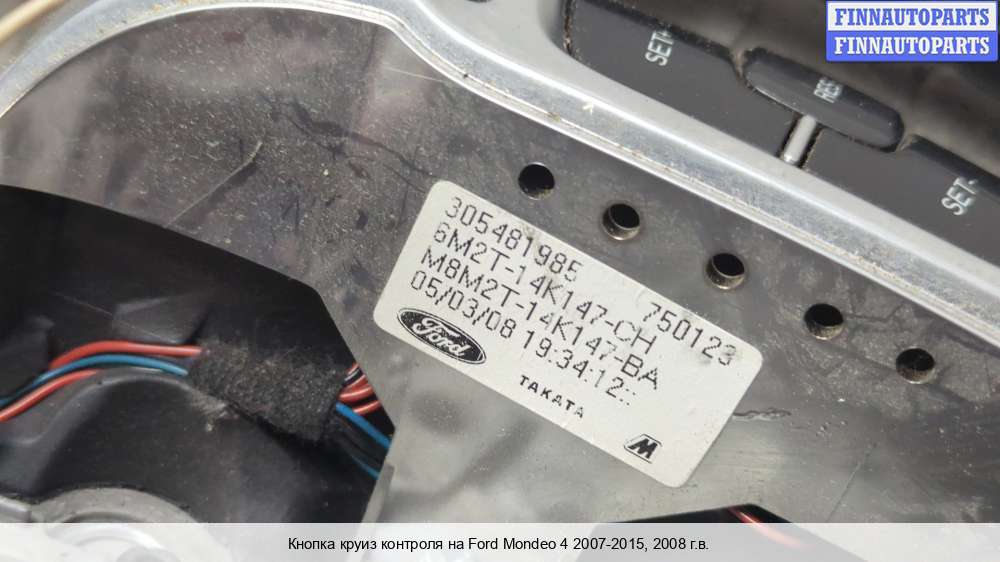 FINNAUTOPARTS
FINNAUTOPARTS
SET-
RES
SET-
305481985 750123
6M2T-14K147-CH
M8M2T-14K147-BA
05/03/08 19:34:12::
Ford
TAKATA
Кнопка круиз контроля на Ford Mondeo 4 2007-2015, 2008 г.в.